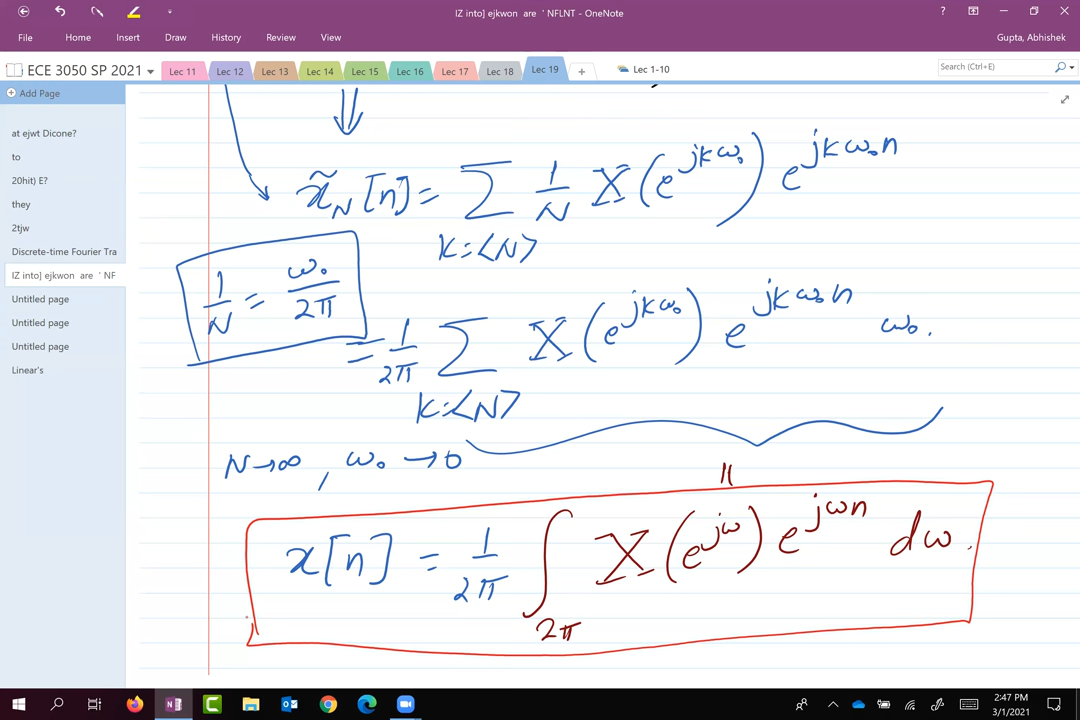 IZ into] ejkwon are ' NFLNT - OneNote
?
File Home Insert Draw History Review View
Gupta, Abhishek
ECE 3050 SP 2021
Lec 11 Lec 12 Lec 13 Lec 14 Lec 15 Lec 16 Lec 17 Lec 18 Lec 19 + Lec 1-10
Search (Ctrl+E)
Add Page
at ejwt Dicone?
to
20hit) E?
they
2tjw
Discrete-time Fourier Tra
IZ into] ejkwon are ' NF
Untitled page
Untitled page
Untitled page
Linear's
x̃_N[n] = Σ_{K=<N>} 1/N X(e^{jkω₀}) e^{jkω₀n}
1/N = ω₀/2π
= 1/2π Σ_{K=<N>} X(e^{jkω₀}) e^{jkω₀n} ω₀.
N→∞, ω₀→0
x[n] = 1/2π ∫_{2π} X(e^{jω}) e^{jωn} dω.
2:47 PM
3/1/2021